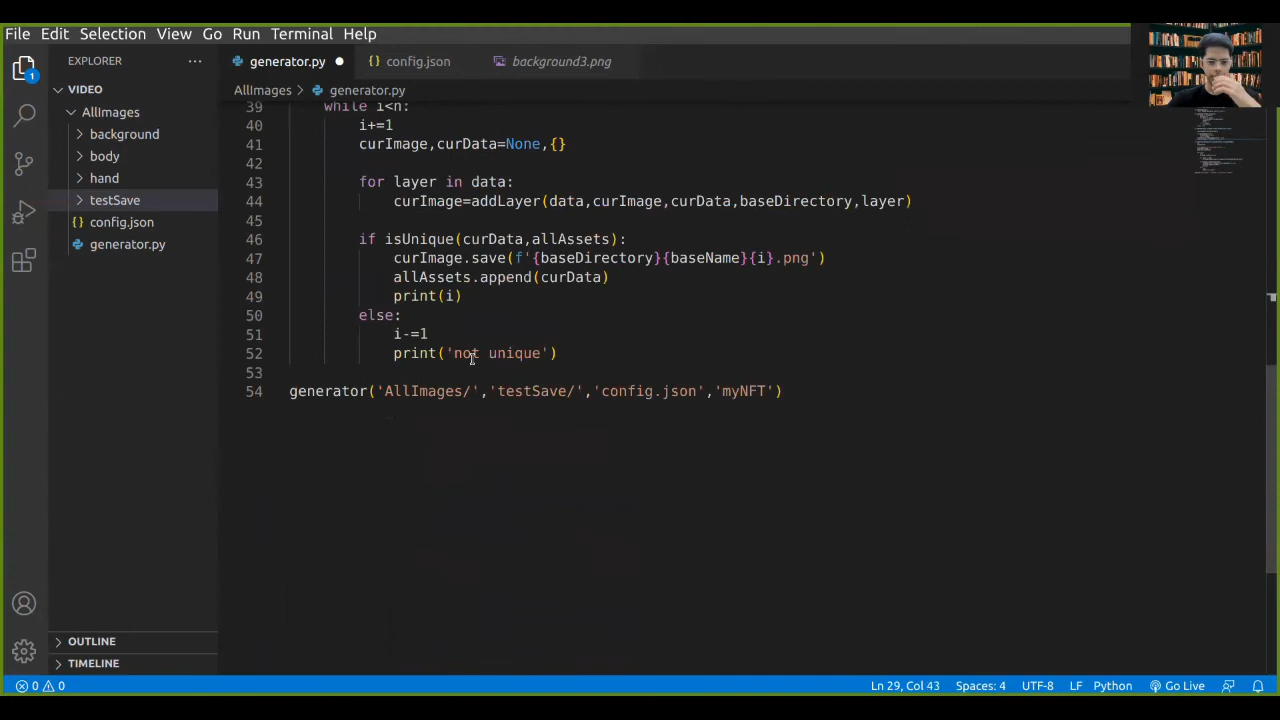 File Edit Selection View Go Run Terminal Help
EXPLORER
generator.py
config.json
background3.png
1
VIDEO
AllImages > generator.py
AllImages
background
body
hand
testSave
config.json
generator.py
39 while i<n:
40 i+=1
41 curImage,curData=None,{}
42
43 for layer in data:
44 curImage=addLayer(data,curImage,curData,baseDirectory,layer)
45
46 if isUnique(curData,allAssets):
47 curImage.save(f'{baseDirectory}{baseName}{i}.png')
48 allAssets.append(curData)
49 print(i)
50 else:
51 i-=1
52 print('not unique')
53
54 generator('AllImages/','testSave/','config.json','myNFT')
OUTLINE
TIMELINE
0 0 Ln 29, Col 43 Spaces: 4 UTF-8 LF Python Go Live